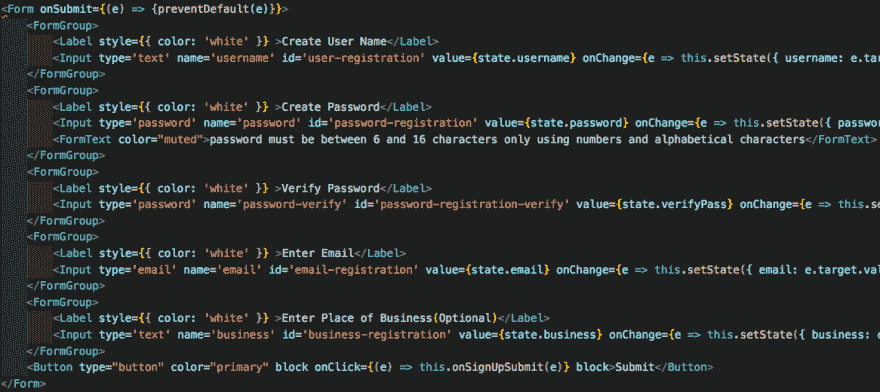 <Form onSubmit={(e) => {preventDefault(e)}}>
<FormGroup>
<Label style={{ color: 'white' }} >Create User Name</Label>
<Input type='text' name='username' id='user-registration' value={state.username} onChange={e => this.setState({ username: e.targ
</FormGroup>
<FormGroup>
<Label style={{ color: 'white' }} >Create Password</Label>
<Input type='password' name='password' id='password-registration' value={state.password} onChange={e => this.setState({ passwor
<FormText color="muted">password must be between 6 and 16 characters only using numbers and alphabetical characters</FormText>
</FormGroup>
<FormGroup>
<Label style={{ color: 'white' }} >Verify Password</Label>
<Input type='password' name='password-verify' id='password-registration-verify' value={state.verifyPass} onChange={e => this.se
</FormGroup>
<FormGroup>
<Label style={{ color: 'white' }} >Enter Email</Label>
<Input type='email' name='email' id='email-registration' value={state.email} onChange={e => this.setState({ email: e.target.val
</FormGroup>
<FormGroup>
<Label style={{ color: 'white' }} >Enter Place of Business(Optional)</Label>
<Input type='text' name='business' id='business-registration' value={state.business} onChange={e => this.setState({ business: e
</FormGroup>
<Button type="button" color="primary" block onClick={(e) => this.onSignUpSubmit(e)} block>Submit</Button>
</Form>